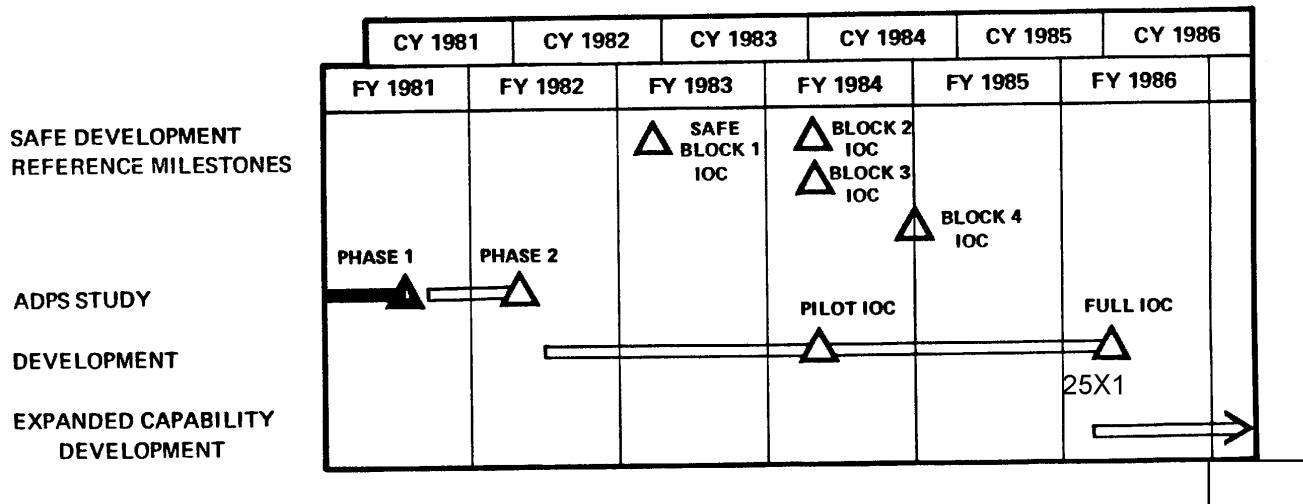 CY 1981 CY 1982 CY 1983 CY 1984 CY 1985 CY 1986
FY 1981 FY 1982 FY 1983 FY 1984 FY 1985 FY 1986
SAFE DEVELOPMENT
REFERENCE MILESTONES
SAFE
BLOCK 1
IOC
BLOCK 2
IOC
BLOCK 3
IOC
BLOCK 4
IOC
PHASE 1 PHASE 2
ADPS STUDY
PILOT IOC FULL IOC
DEVELOPMENT
25X1
EXPANDED CAPABILITY
DEVELOPMENT